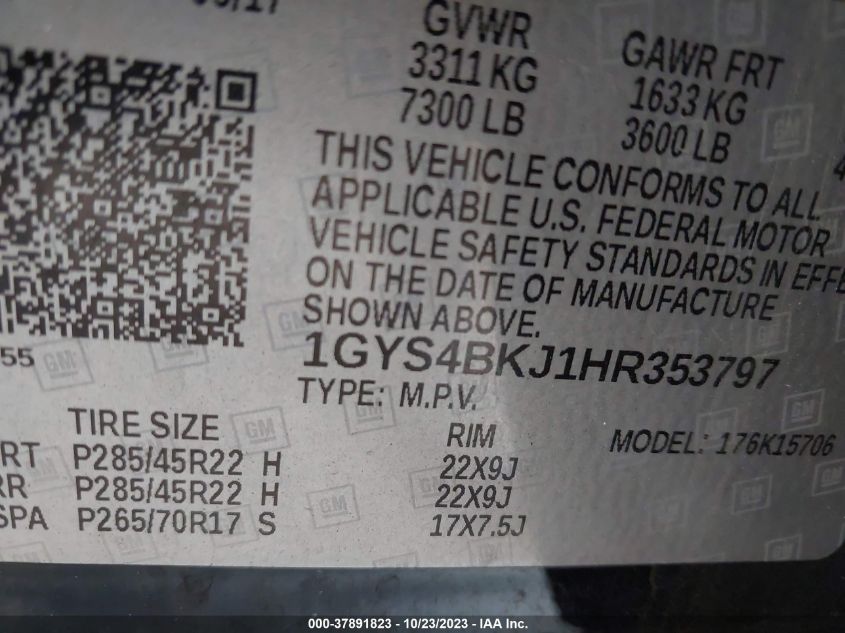 GVWR
GAWR FRT
3311 KG
1633 KG
7300 LB
3600 LB
THIS VEHICLE CONFORMS TO ALL
APPLICABLE U.S. FEDERAL MOTOR
VEHICLE SAFETY STANDARDS IN EFFE
ON THE DATE OF MANUFACTURE
SHOWN ABOVE.
55
1GYS4BKJ1HR353797
TYPE: M.P.V.
TIRE SIZE
RIM
MODEL: 176K15706
RT P285/45R22 H
22X9J
RR P285/45R22 H
22X9J
SPA P265/70R17 S
17X7.5J
GM
000-37891823 - 10/23/2023 - IAA Inc.